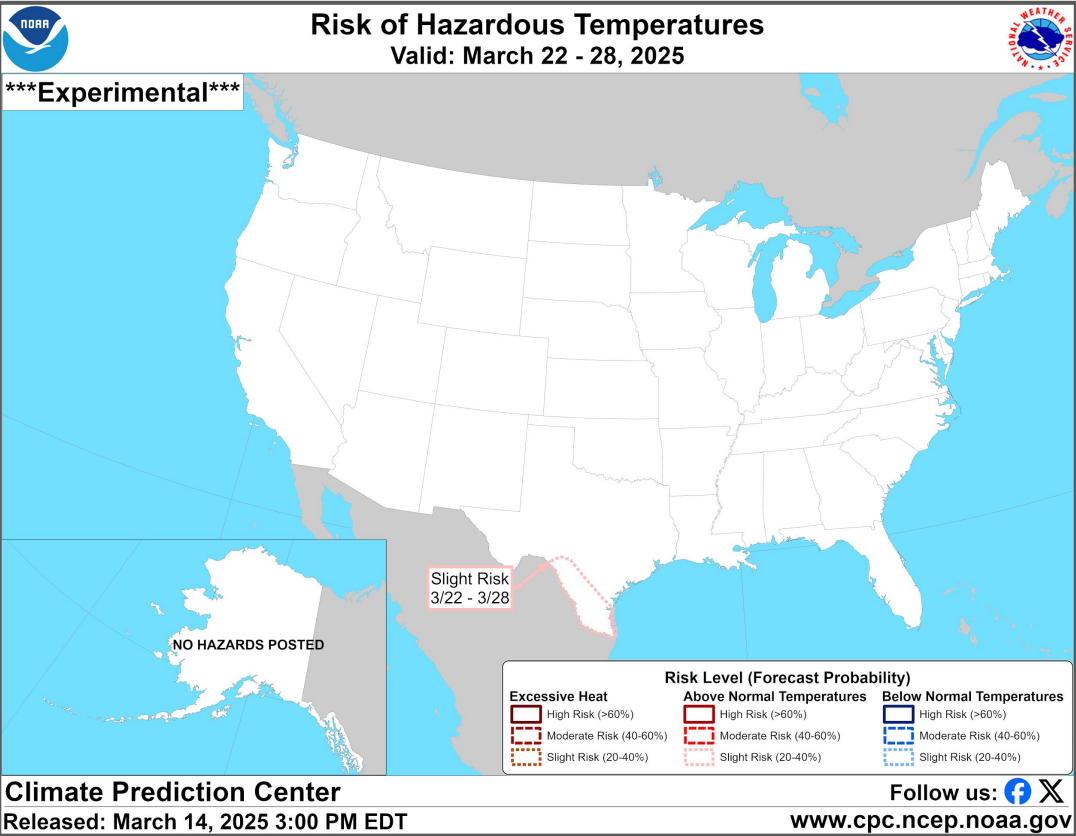 NOAA
Risk of Hazardous Temperatures
Valid: March 22 - 28, 2025
NATIONAL WEATHER SERVICE
***Experimental***
Slight Risk
3/22 - 3/28
NO HAZARDS POSTED
Risk Level (Forecast Probability)
Excessive Heat
High Risk (>60%)
Moderate Risk (40-60%)
Slight Risk (20-40%)
Above Normal Temperatures
High Risk (>60%)
Moderate Risk (40-60%)
Slight Risk (20-40%)
Below Normal Temperatures
High Risk (>60%)
Moderate Risk (40-60%)
Slight Risk (20-40%)
Climate Prediction Center
Follow us:
Released: March 14, 2025 3:00 PM EDT
www.cpc.ncep.noaa.gov